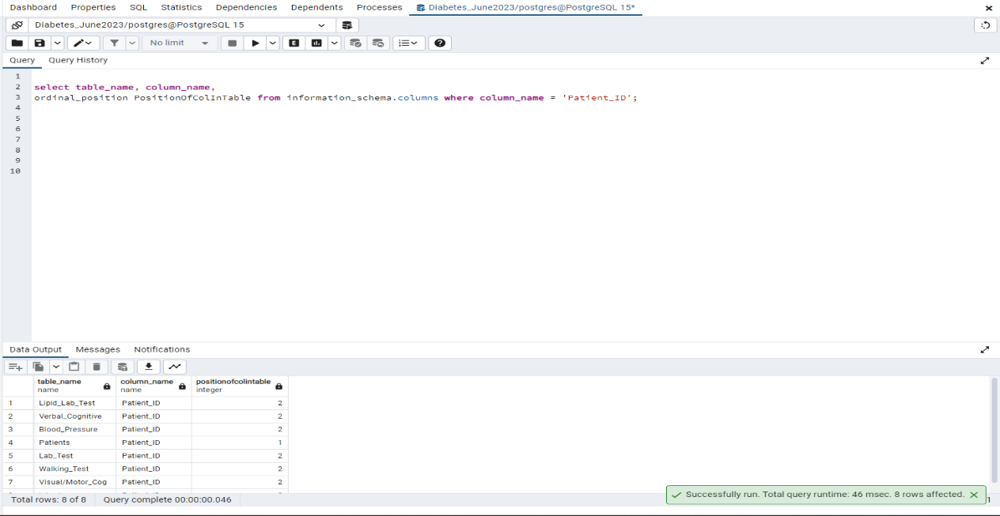 Dashboard Properties SQL Statistics Dependencies Dependents Processes Diabetes_June2023/postgres@PostgreSQL 15*
Diabetes_June2023/postgres@PostgreSQL 15
No limit E
Query Query History
1
2 select table_name, column_name,
3 ordinal_position PositionOfColInTable from information_schema.columns where column_name = 'Patient_ID';
4
5
6
7
8
9
10
Data Output Messages Notifications
table_name column_name positionofcolintable
name name integer
1 Lipid_Lab_Test Patient_ID 2
2 Verbal_Cognitive Patient_ID 2
3 Blood_Pressure Patient_ID 2
4 Patients Patient_ID 1
5 Lab_Test Patient_ID 2
6 Walking_Test Patient_ID 2
7 Visual/Motor_Cog Patient_ID 2
Total rows: 8 of 8 Query complete 00:00:00.046
Successfully run. Total query runtime: 46 msec. 8 rows affected.